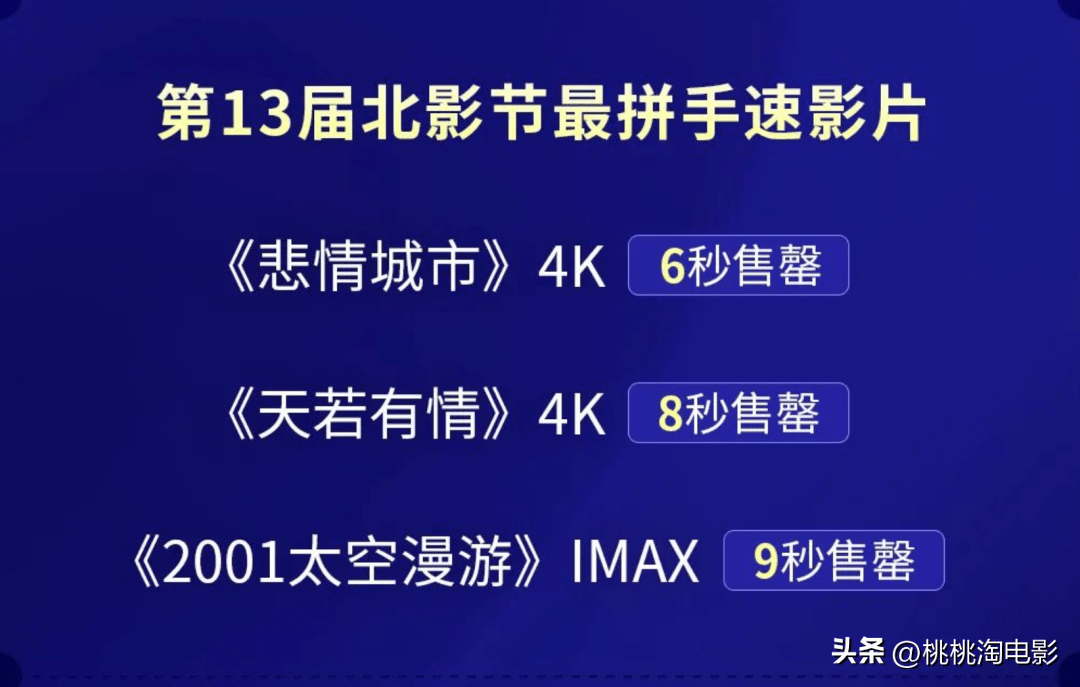 第13届北影节最拼手速影片
《悲情城市》4K 6秒售罄
《天若有情》4K 8秒售罄
《2001太空漫游》IMAX 9秒售罄
头条 @桃桃淘电影